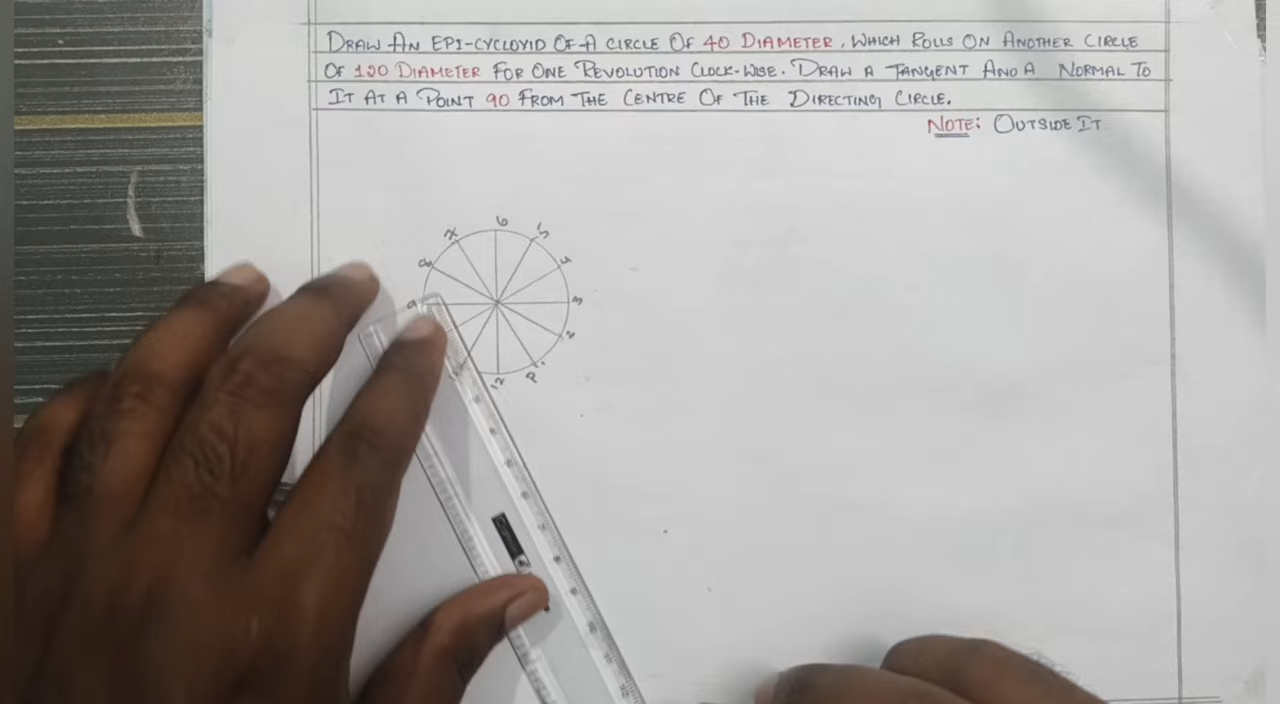 DRAW AN EPI-CYCLOYID OF A CIRCLE OF 40 DIAMETER, WHICH ROLLS ON ANOTHER CIRCLE
OF 120 DIAMETER FOR ONE REVOLUTION CLOCK-WISE. DRAW A TANGENT AND A NORMAL TO
IT AT A POINT 90 FROM THE CENTRE OF THE DIRECTING CIRCLE.
NOTE: OUTSIDE IT
6
7 5
8 4
9 3
2
12 P 1